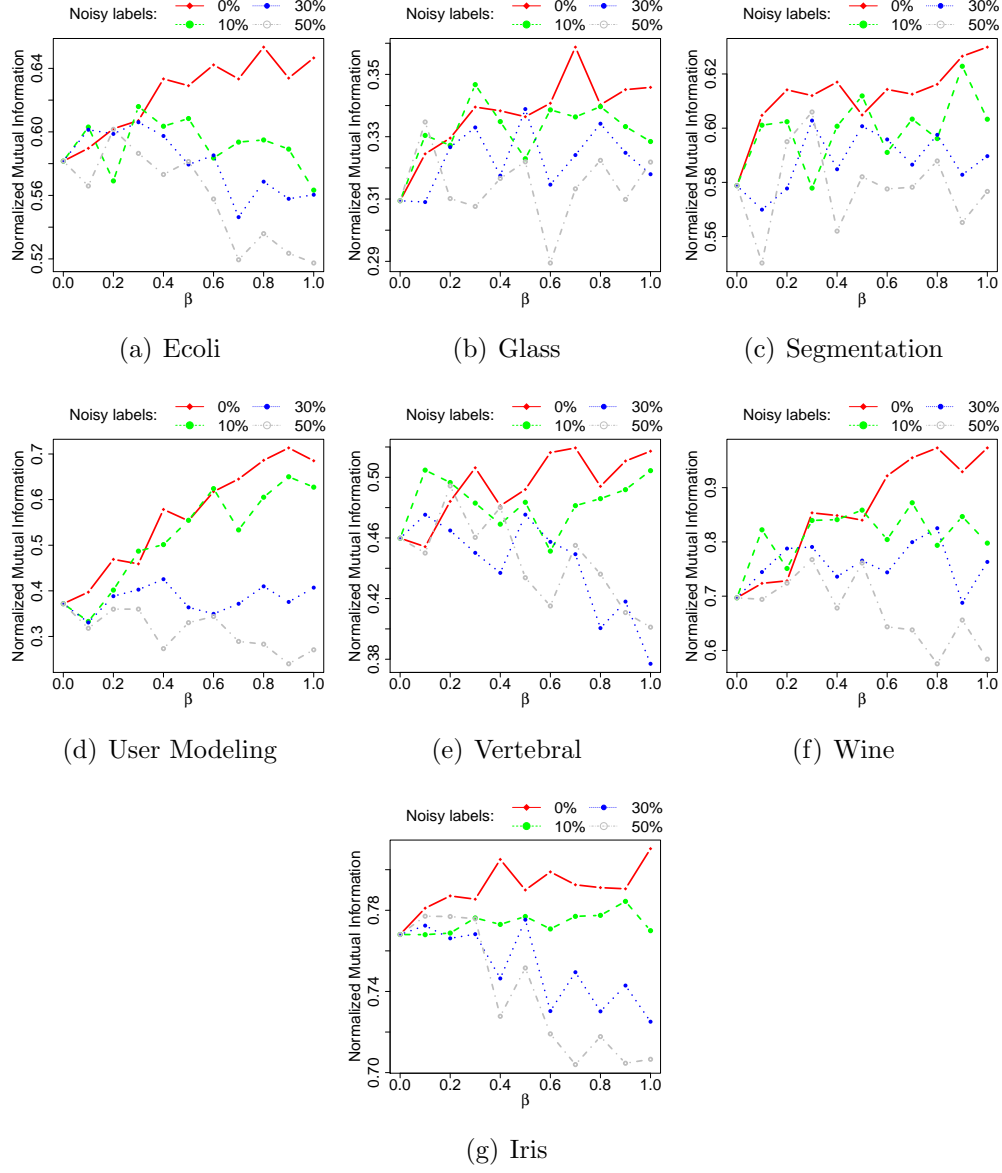 Noisy labels: 0% 30%
10% 50%
Normalized Mutual Information
0.64
0.60
0.56
0.52
0.0 0.2 0.4 0.6 0.8 1.0
β
(a) Ecoli
Noisy labels: 0% 30%
10% 50%
Normalized Mutual Information
0.35
0.33
0.31
0.29
0.0 0.2 0.4 0.6 0.8 1.0
β
(b) Glass
Noisy labels: 0% 30%
10% 50%
Normalized Mutual Information
0.62
0.60
0.58
0.56
0.0 0.2 0.4 0.6 0.8 1.0
β
(c) Segmentation
Noisy labels: 0% 30%
10% 50%
Normalized Mutual Information
0.7
0.6
0.5
0.4
0.3
0.0 0.2 0.4 0.6 0.8 1.0
β
(d) User Modeling
Noisy labels: 0% 30%
10% 50%
Normalized Mutual Information
0.50
0.46
0.42
0.38
0.0 0.2 0.4 0.6 0.8 1.0
β
(e) Vertebral
Noisy labels: 0% 30%
10% 50%
Normalized Mutual Information
0.9
0.8
0.7
0.6
0.0 0.2 0.4 0.6 0.8 1.0
β
(f) Wine
Noisy labels: 0% 30%
10% 50%
Normalized Mutual Information
0.78
0.74
0.70
0.0 0.2 0.4 0.6 0.8 1.0
β
(g) Iris